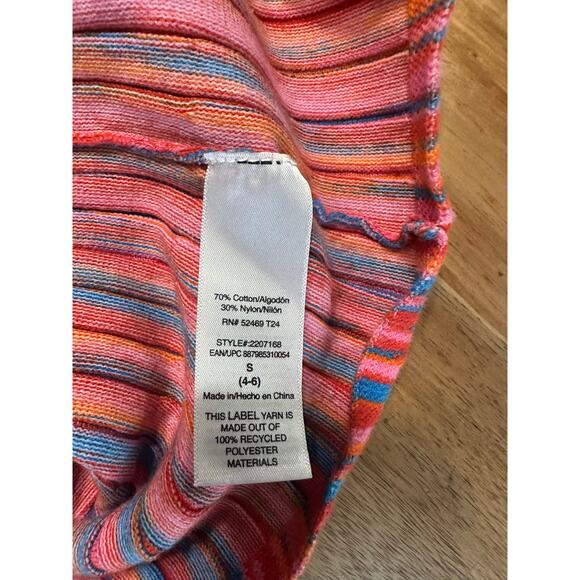 70% Cotton/Algodón
30% Nylon/Nilón
RN# 52469 T24
STYLE#:2207168
EAN/UPC 887985310054
S
(4-6)
Made in/Hecho en China
THIS LABEL YARN IS
MADE OUT OF
100% RECYCLED
POLYESTER
MATERIALS